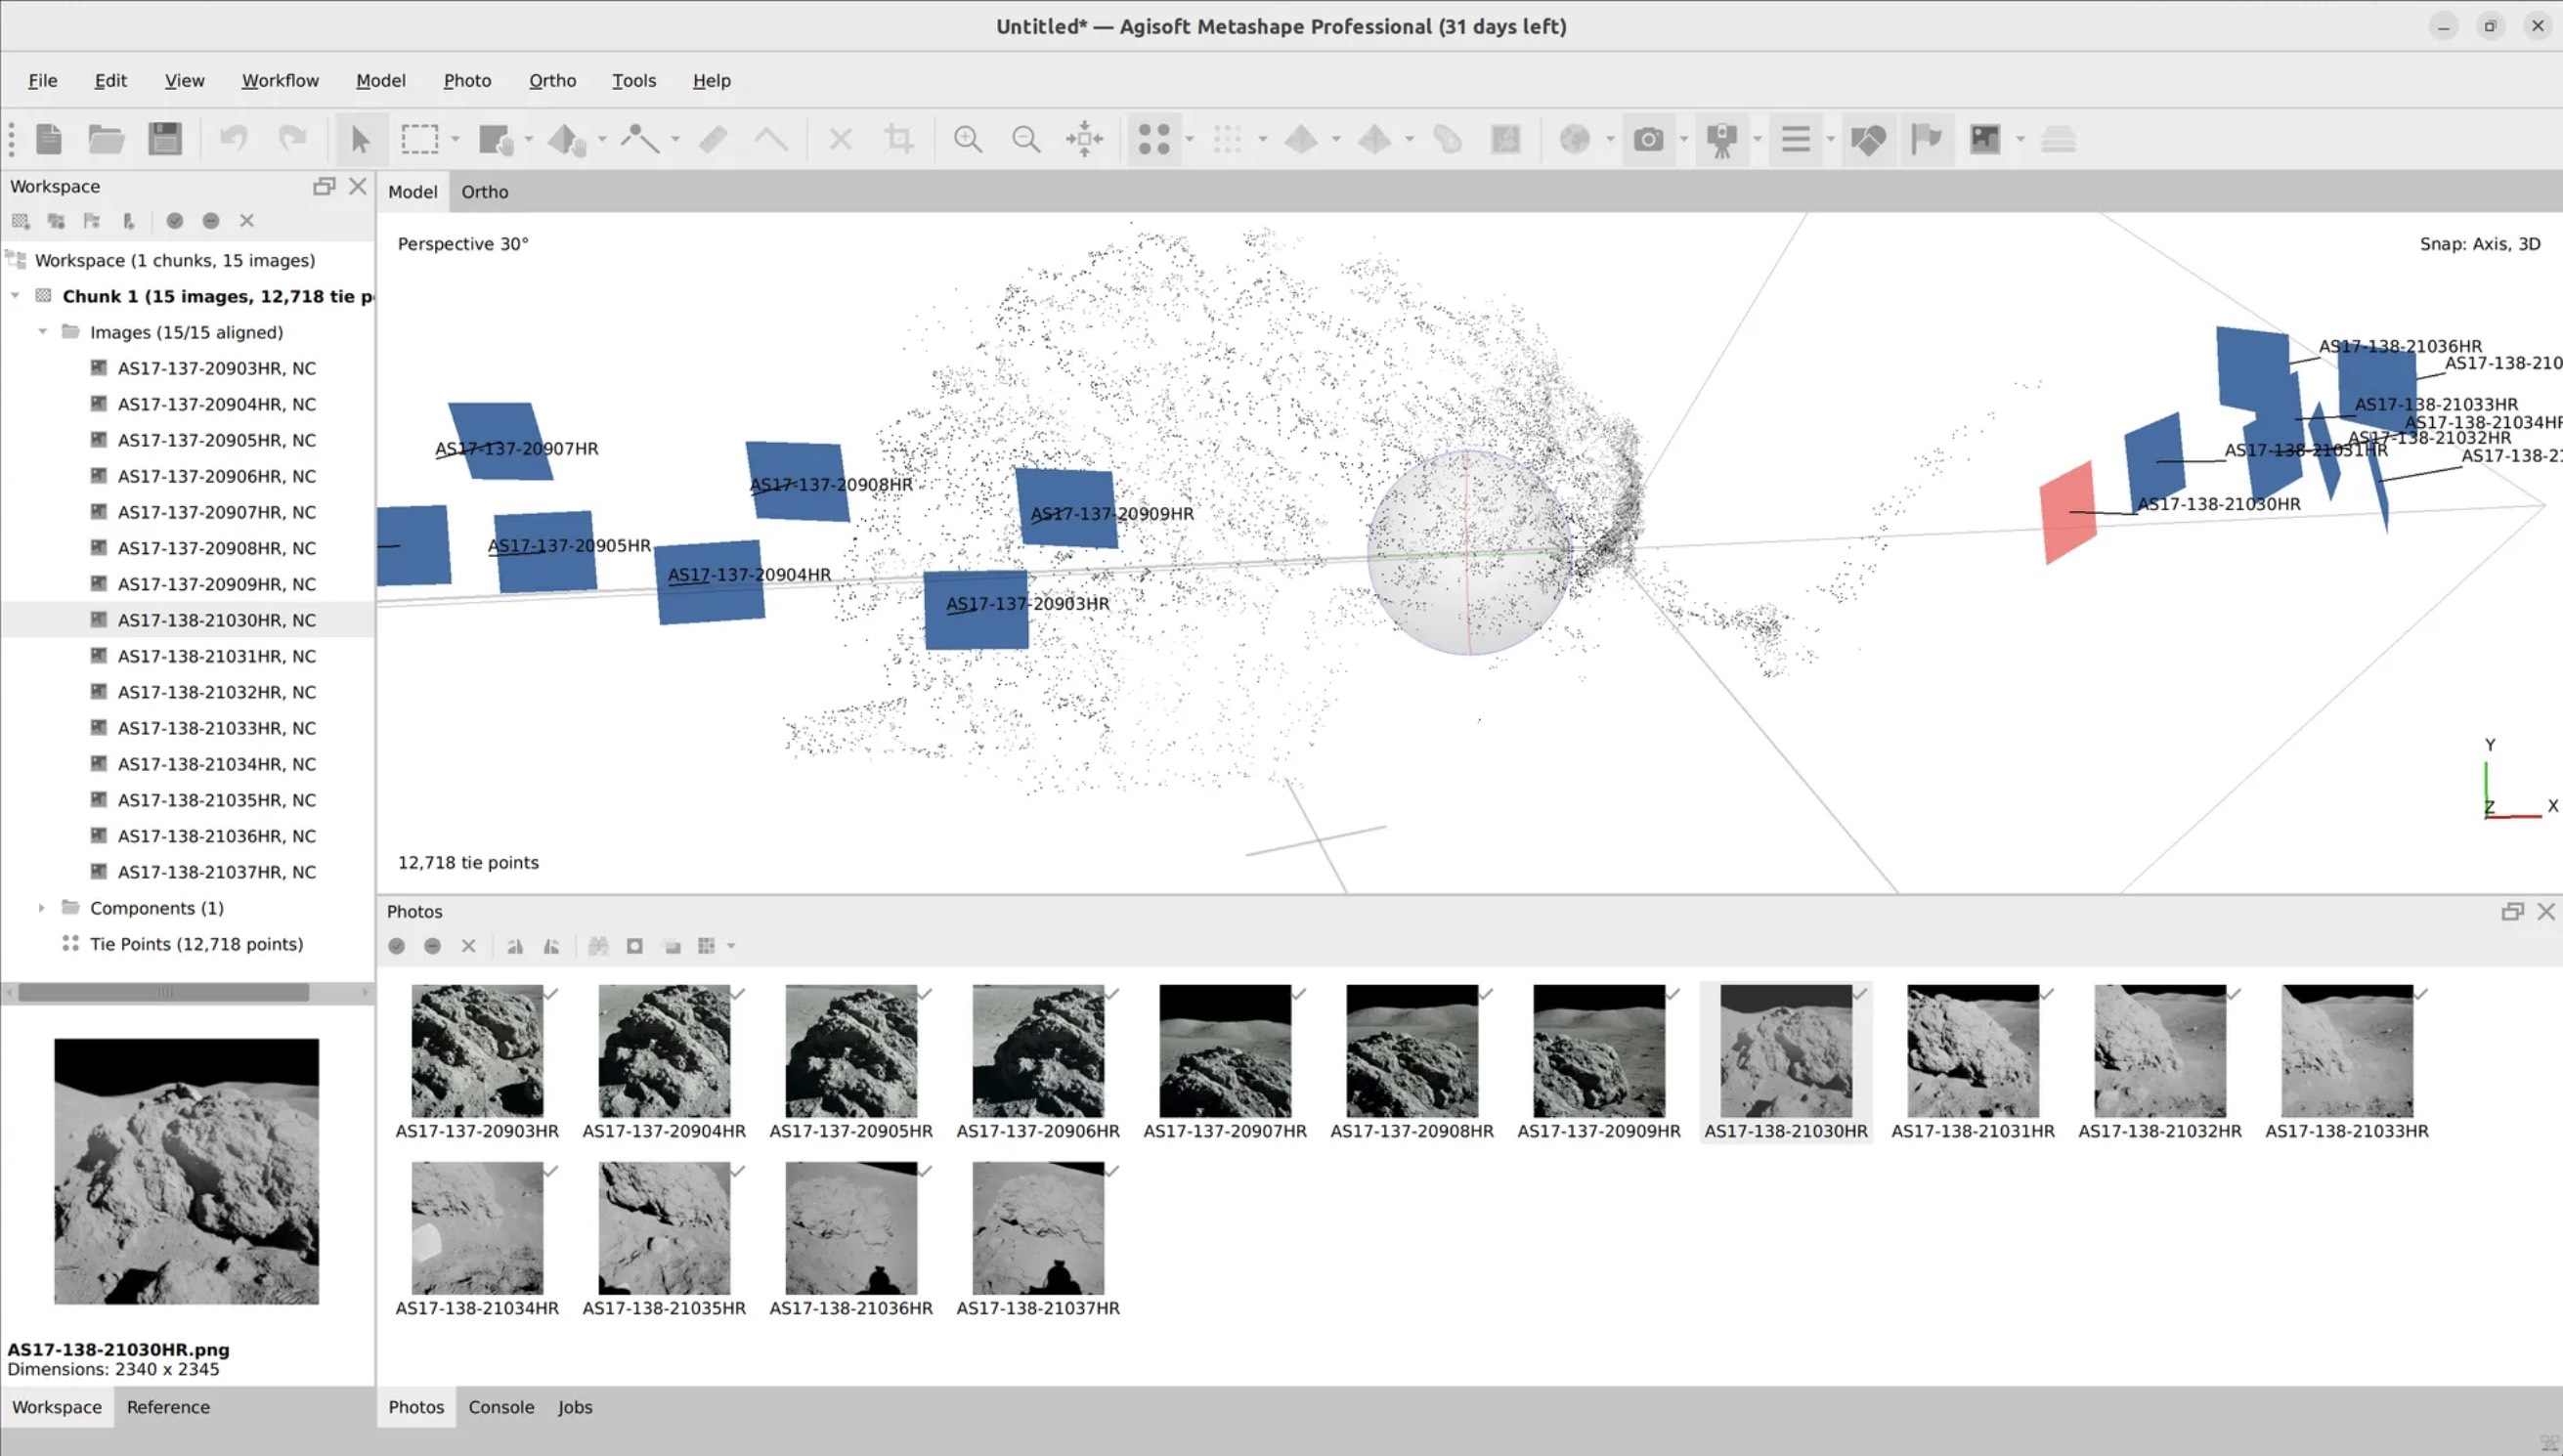 Untitled* — Agisoft Metashape Professional (31 days left)
File Edit View Workflow Model Photo Ortho Tools Help
Workspace
Workspace (1 chunks, 15 images)
Chunk 1 (15 images, 12,718 tie p
Images (15/15 aligned)
AS17-137-20903HR, NC
AS17-137-20904HR, NC
AS17-137-20905HR, NC
AS17-137-20906HR, NC
AS17-137-20907HR, NC
AS17-137-20908HR, NC
AS17-137-20909HR, NC
AS17-138-21030HR, NC
AS17-138-21031HR, NC
AS17-138-21032HR, NC
AS17-138-21033HR, NC
AS17-138-21034HR, NC
AS17-138-21035HR, NC
AS17-138-21036HR, NC
AS17-138-21037HR, NC
Components (1)
Tie Points (12,718 points)
AS17-138-21030HR.png
Dimensions: 2340 x 2345
Workspace Reference
Model Ortho
Perspective 30°
Snap: Axis, 3D
AS17-138-21036HR
AS17-138-210
AS17-138-21033HR
AS17-138-21034HR
AS17-138-21032HR
AS17-137-20907HR
AS17-138-21031HR
AS17-138-21
AS17-137-20908HR
AS17-138-21030HR
AS17-137-20909HR
AS17-137-20905HR
AS17-137-20904HR
AS17-137-20903HR
Y
Z X
12,718 tie points
Photos
AS17-137-20903HR AS17-137-20904HR AS17-137-20905HR AS17-137-20906HR AS17-137-20907HR AS17-137-20908HR AS17-137-20909HR AS17-138-21030HR AS17-138-21031HR AS17-138-21032HR AS17-138-21033HR
AS17-138-21034HR AS17-138-21035HR AS17-138-21036HR AS17-138-21037HR
Photos Console Jobs